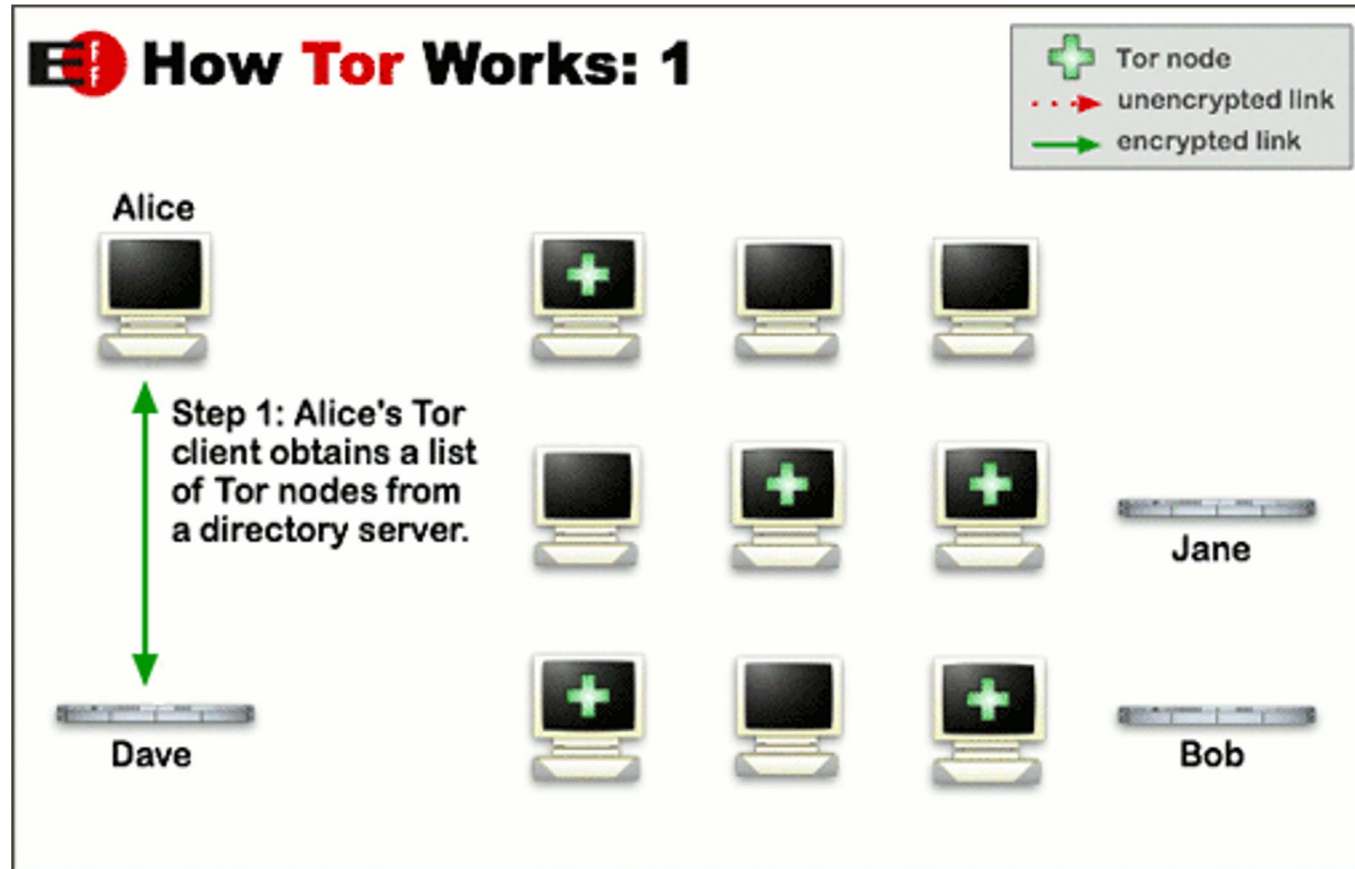 EFF How Tor Works: 1
Tor node
unencrypted link
encrypted link
Alice
Step 1: Alice's Tor
client obtains a list
of Tor nodes from
a directory server.
Jane
Dave
Bob